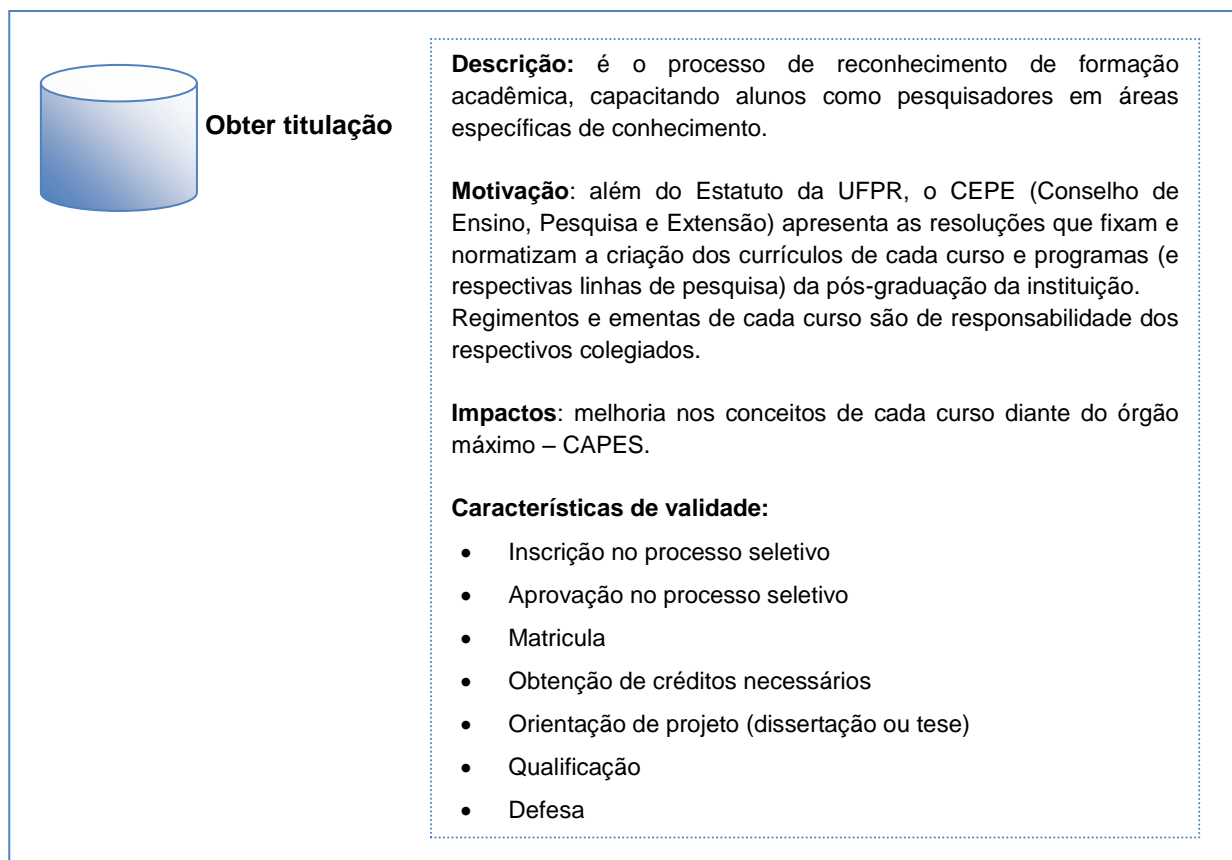 Obter titulação
Descrição: é o processo de reconhecimento de formação
acadêmica, capacitando alunos como pesquisadores em áreas
específicas de conhecimento.
Motivação: além do Estatuto da UFPR, o CEPE (Conselho de
Ensino, Pesquisa e Extensão) apresenta as resoluções que fixam e
normatizam a criação dos currículos de cada curso e programas (e
respectivas linhas de pesquisa) da pós-graduação da instituição.
Regimentos e ementas de cada curso são de responsabilidade dos
respectivos colegiados.
Impactos: melhoria nos conceitos de cada curso diante do órgão
máximo – CAPES.
Características de validade:
• Inscrição no processo seletivo
• Aprovação no processo seletivo
• Matricula
• Obtenção de créditos necessários
• Orientação de projeto (dissertação ou tese)
• Qualificação
• Defesa